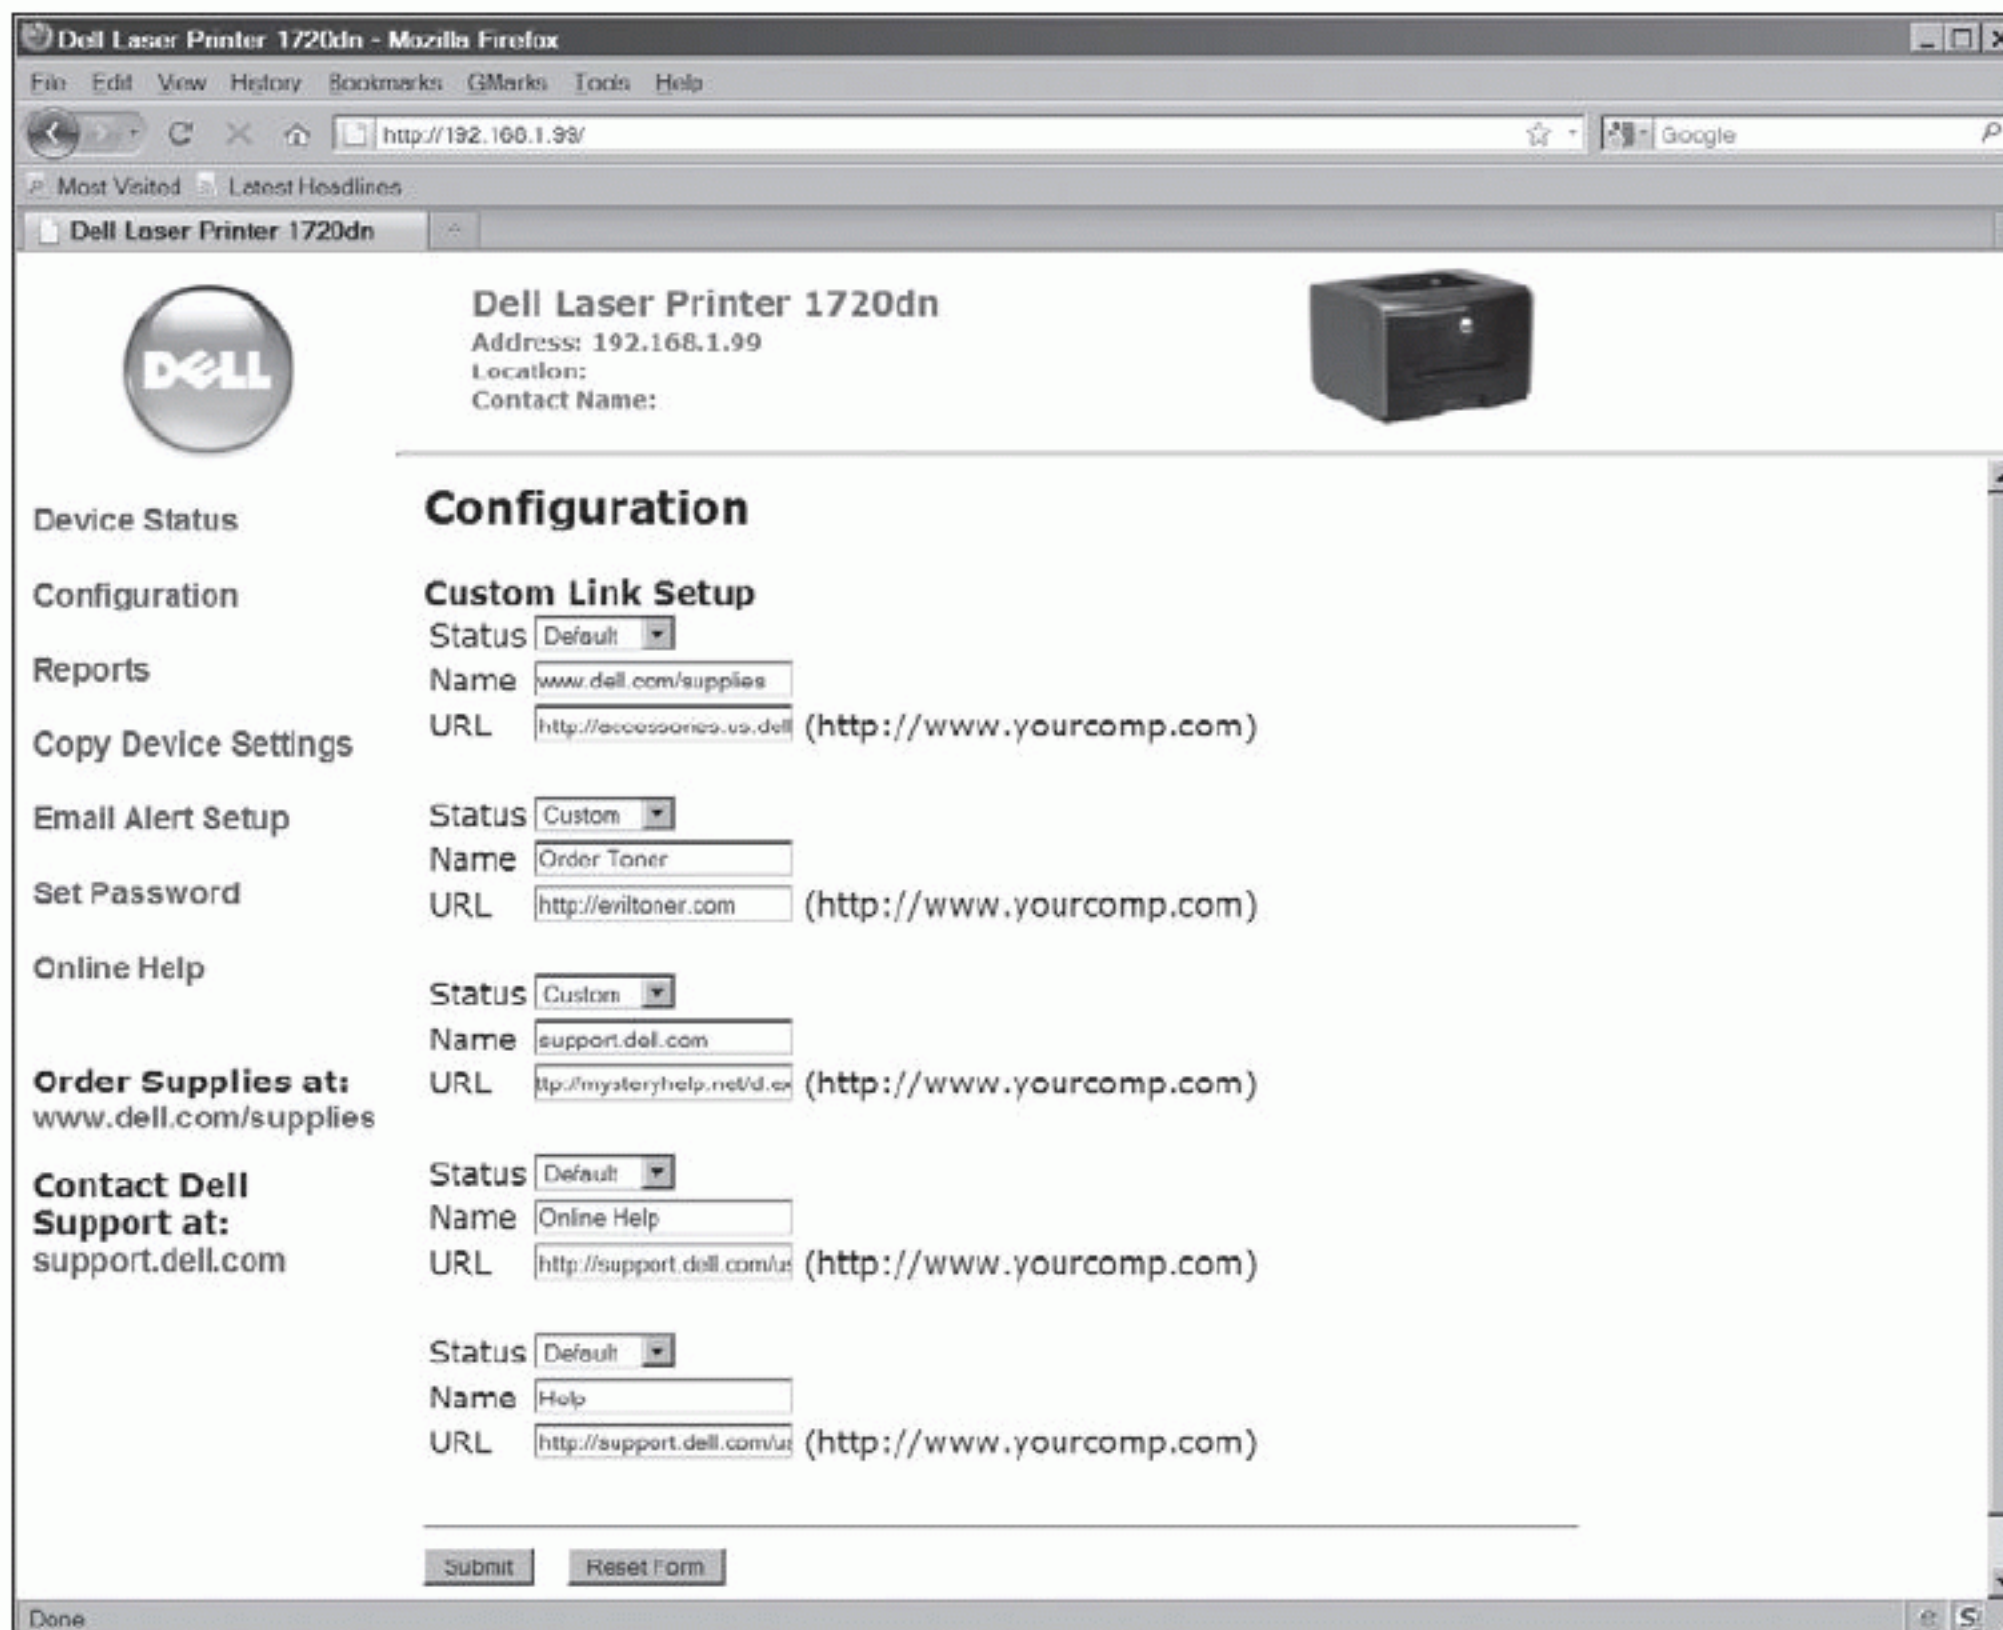 Dell Laser Printer 1720dn - Mozilla Firefox
File Edit View History Bookmarks GMarks Tools Help
http://192.168.1.99/
Google
Most Visited Latest Headlines
Dell Laser Printer 1720dn
DELL
Dell Laser Printer 1720dn
Address: 192.168.1.99
Location:
Contact Name:
Device Status
Configuration
Reports
Copy Device Settings
Email Alert Setup
Set Password
Online Help
Order Supplies at:
www.dell.com/supplies
Contact Dell
Support at:
support.dell.com
Configuration
Custom Link Setup
Status Default
Name www.dell.com/supplies
URL http://accessories.us.dell (http://www.yourcomp.com)
Status Custom
Name Order Toner
URL http://eviltoner.com (http://www.yourcomp.com)
Status Custom
Name support.dell.com
URL ttp://mysteryhelp.net/d.ex (http://www.yourcomp.com)
Status Default
Name Online Help
URL http://support.dell.com/us (http://www.yourcomp.com)
Status Default
Name Help
URL http://support.dell.com/us (http://www.yourcomp.com)
Submit Reset Form
Done